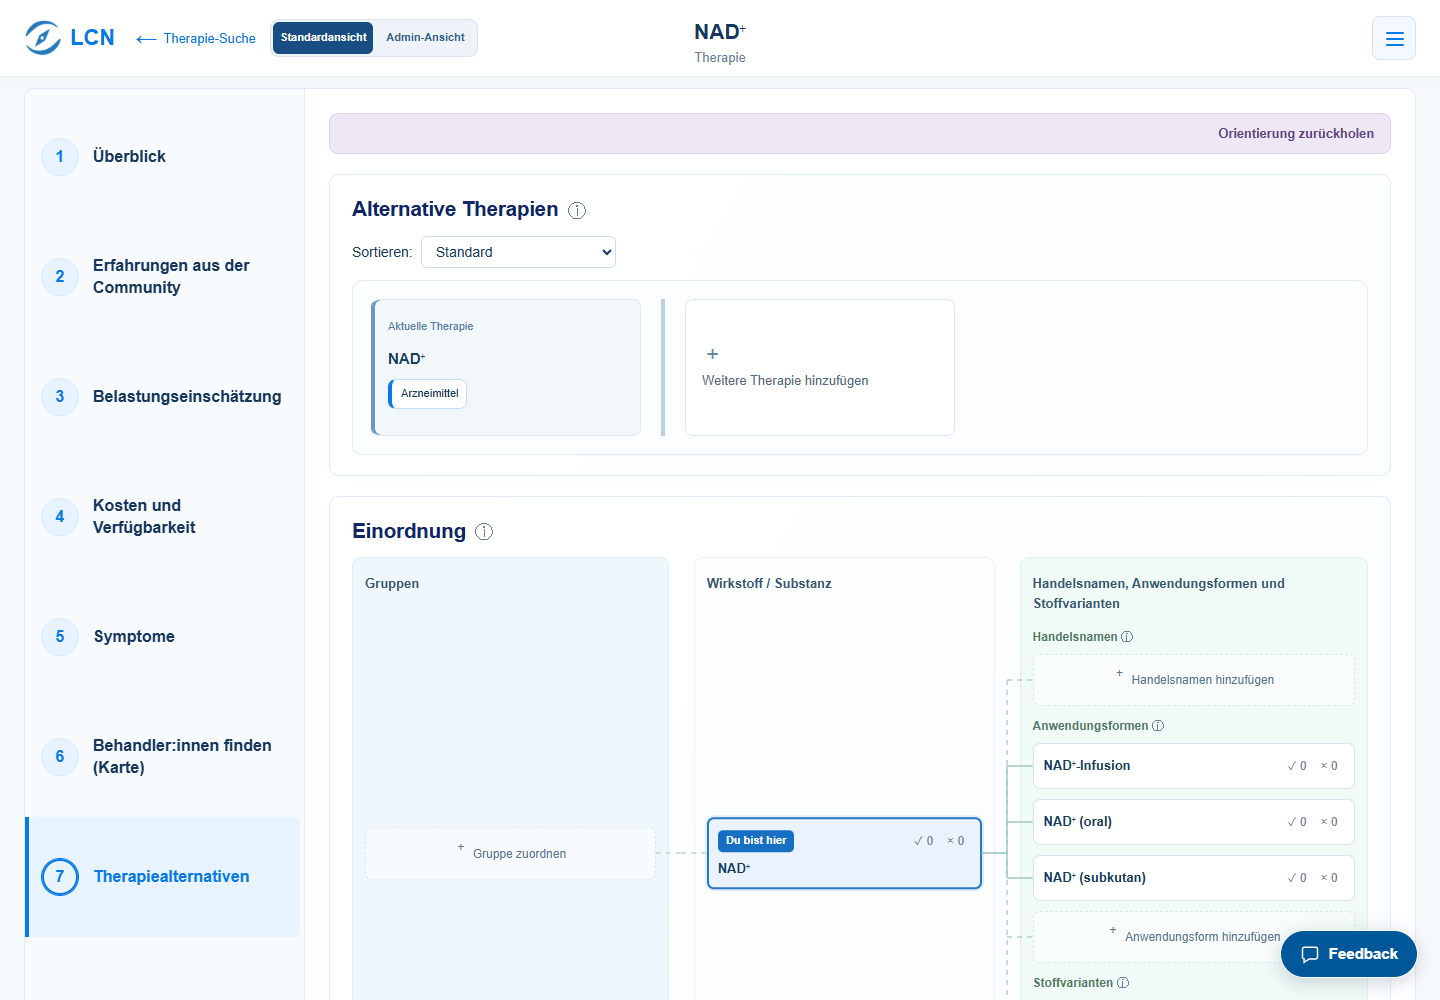 LCN
← Therapie-Suche
Standardansicht
Admin-Ansicht
NAD⁺
Therapie
1 Überblick
2 Erfahrungen aus der
Community
3 Belastungseinschätzung
4 Kosten und
Verfügbarkeit
5 Symptome
6 Behandler:innen finden
(Karte)
7 Therapiealternativen
Orientierung zurückholen
Alternative Therapien ⓘ
Sortieren: Standard
Aktuelle Therapie
NAD⁺
Arzneimittel
+
Weitere Therapie hinzufügen
Einordnung ⓘ
Gruppen
+ Gruppe zuordnen
Wirkstoff / Substanz
Du bist hier ✓ 0 × 0
NAD⁺
Handelsnamen, Anwendungsformen und
Stoffvarianten
Handelsnamen ⓘ
+ Handelsnamen hinzufügen
Anwendungsformen ⓘ
NAD⁺-Infusion ✓ 0 × 0
NAD⁺ (oral) ✓ 0 × 0
NAD⁺ (subkutan) ✓ 0 × 0
+ Anwendungsform hinzufügen
Stoffvarianten ⓘ
Feedback